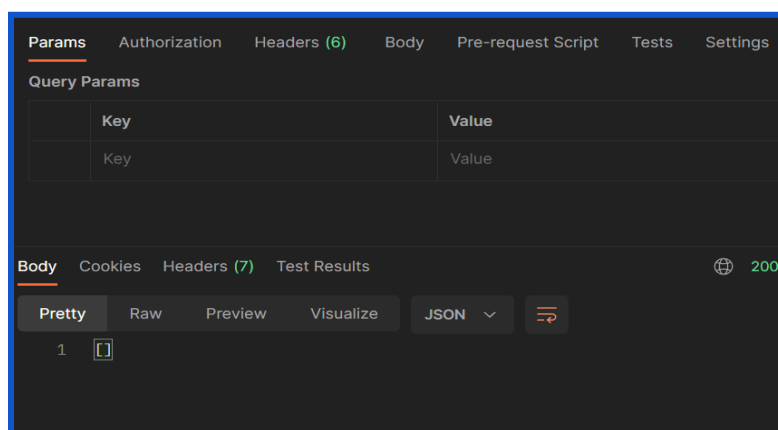 Params Authorization Headers (6) Body Pre-request Script Tests Settings
Query Params
Key Value
Key Value
Body Cookies Headers (7) Test Results 200
Pretty Raw Preview Visualize JSON
1 []